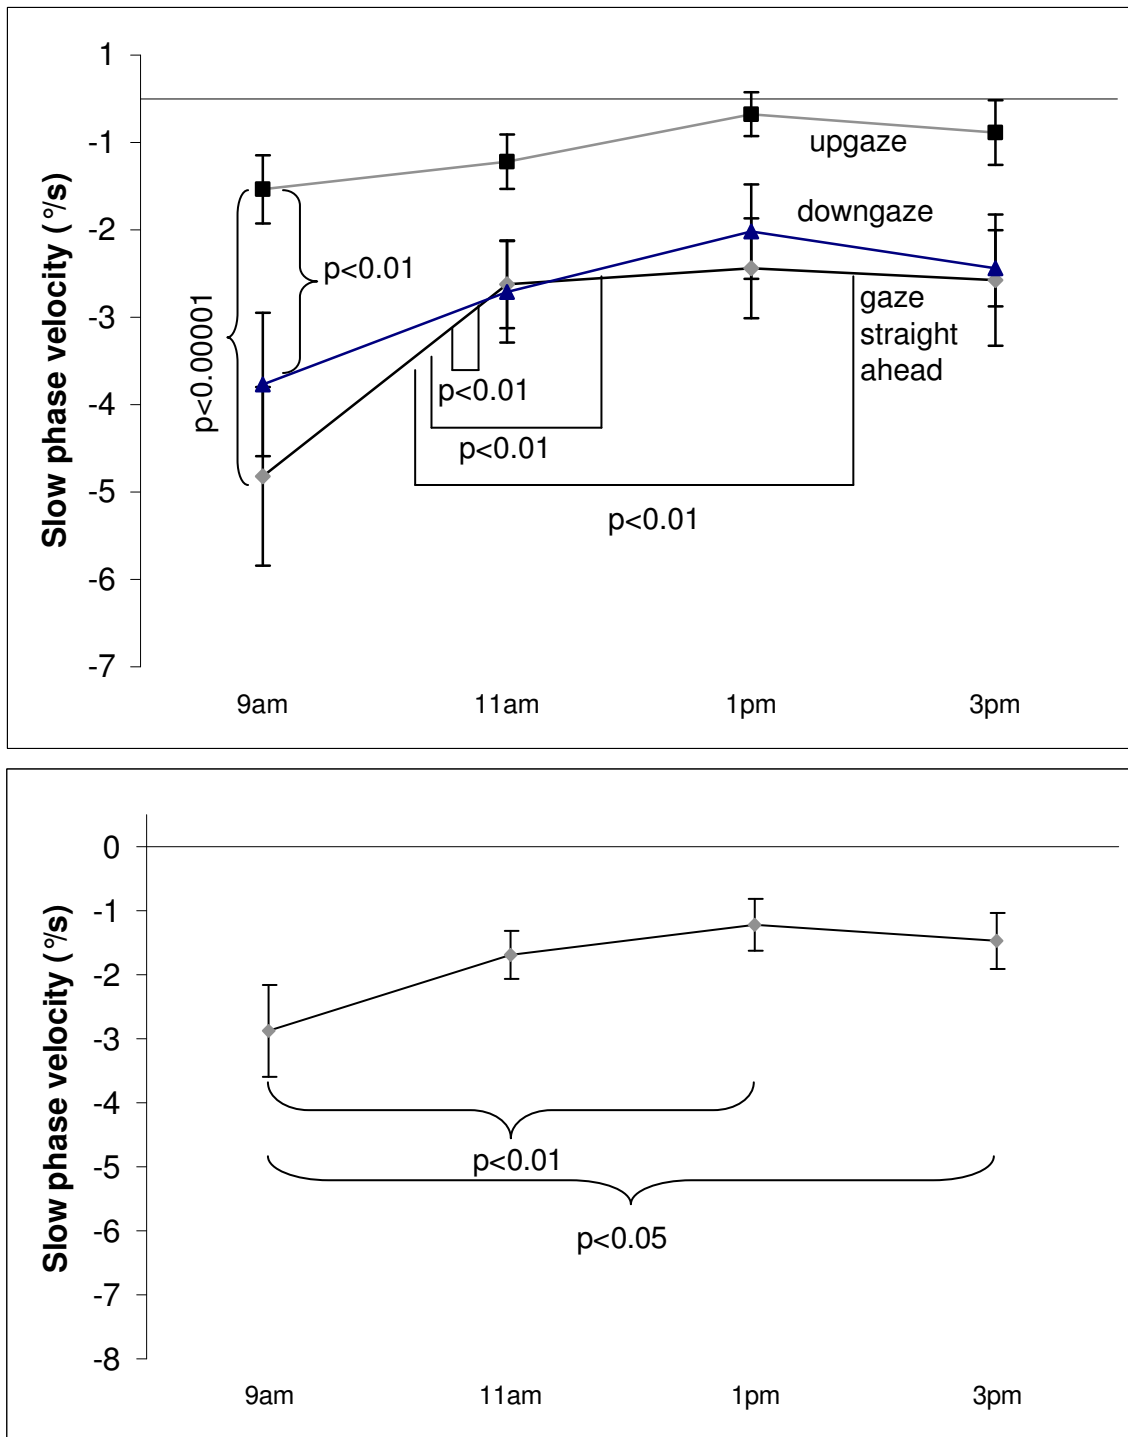 1
-1
-2
-3
-4
-5
-6
-7
Slow phase velocity (°/s)
upgaze
downgaze
gaze
straight
ahead
p<0.01
p<0.00001
p<0.01
p<0.01
p<0.01
9am 11am 1pm 3pm
0
-1
-2
-3
-4
-5
-6
-7
-8
Slow phase velocity (°/s)
p<0.01
p<0.05
9am 11am 1pm 3pm